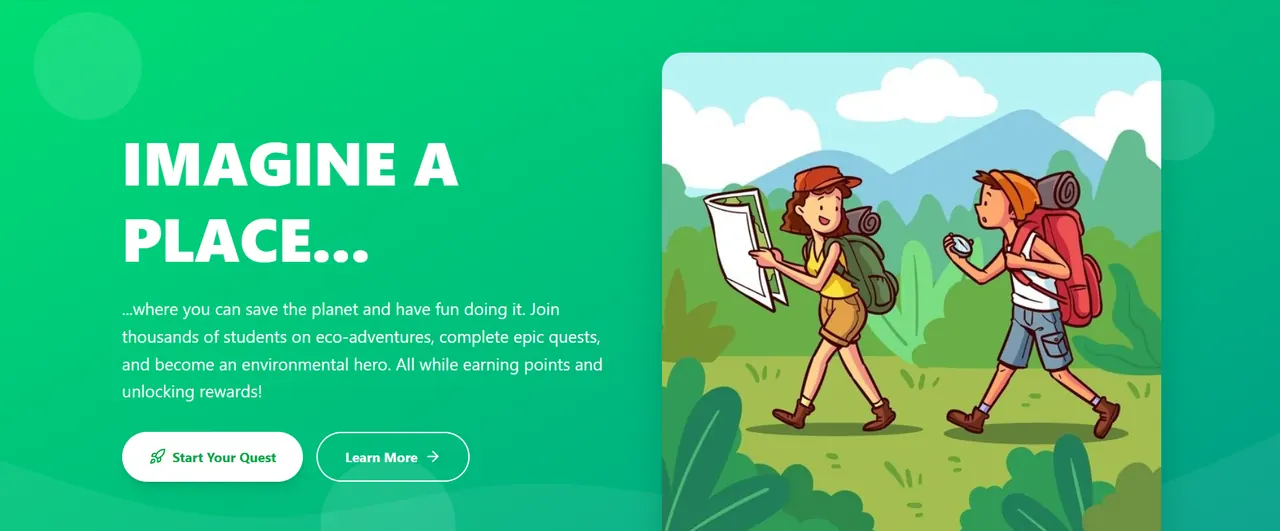 IMAGINE A
PLACE...
...where you can save the planet and have fun doing it. Join
thousands of students on eco-adventures, complete epic quests,
and become an environmental hero. All while earning points and
unlocking rewards!
Start Your Quest
Learn More